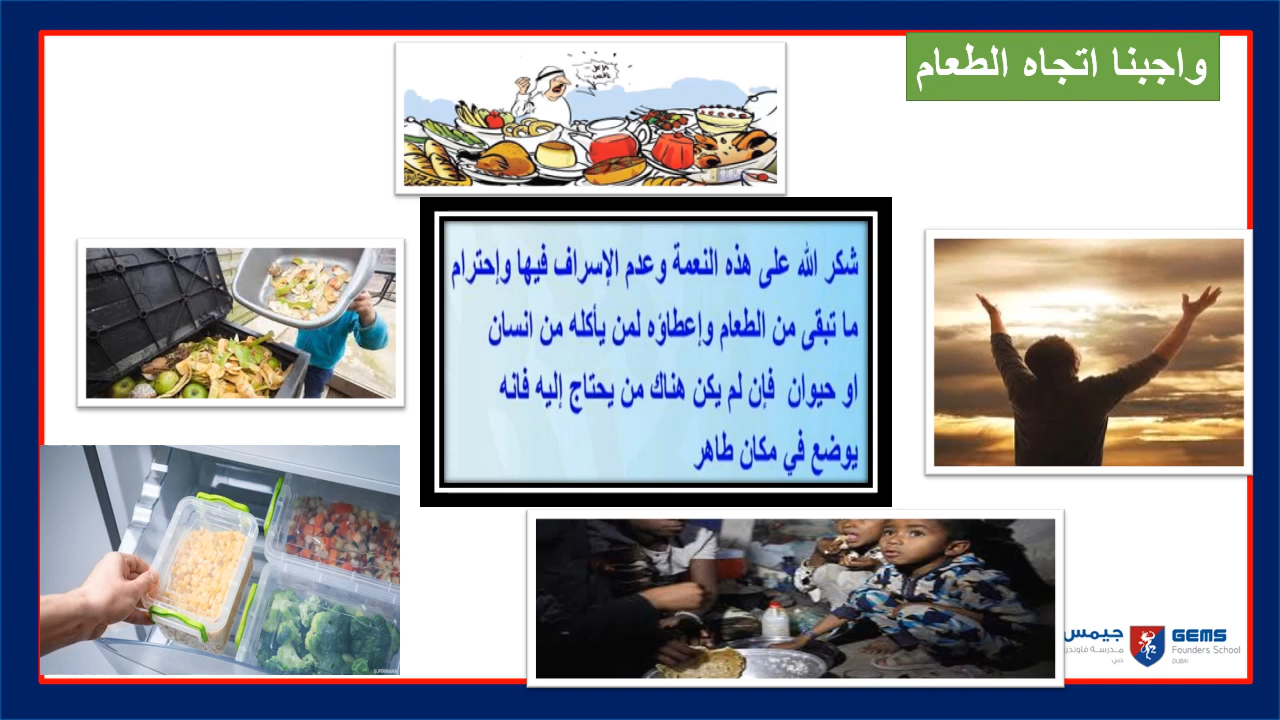 واجبنا اتجاه الطعام
شكر الله على هذه النعمة وعدم الإسراف فيها وإحترام
ما تبقى من الطعام وإعطاؤه لمن يأكله من انسان
او حيوان فإن لم يكن هناك من يحتاج إليه فانه
يوضع في مكان طاهر
جيمس
مدرسة فاوندرز
دبي
GEMS
Founders School
DUBAI